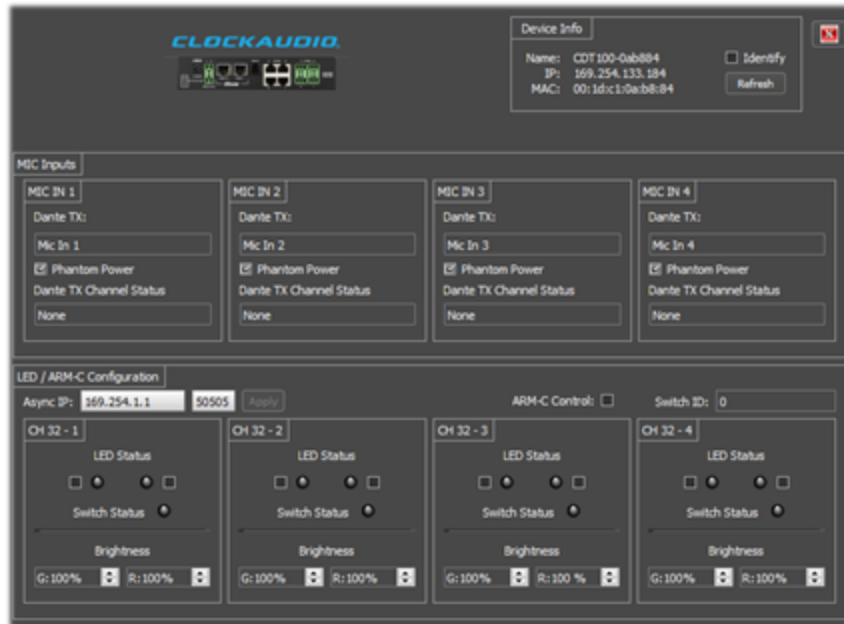 CLOCKAUDIO
Device Info
Name: CDT100-0ab884
Identify
IP: 169.254.133.184
MAC: 00:1d:c1:0a:b8:84
Refresh
MIC Inputs
MIC IN 1 MIC IN 2 MIC IN 3 MIC IN 4
Dante TX: Dante TX: Dante TX: Dante TX:
Mic In 1 Mic In 2 Mic In 3 Mic In 4
Phantom Power Phantom Power Phantom Power Phantom Power
Dante TX Channel Status Dante TX Channel Status Dante TX Channel Status Dante TX Channel Status
None None None None
LED / ARM-C Configuration
Async IP: 169.254.1.1 50505 Apply ARM-C Control: Switch ID: 0
CH 32 - 1 CH 32 - 2 CH 32 - 3 CH 32 - 4
LED Status LED Status LED Status LED Status
Switch Status Switch Status Switch Status Switch Status
Brightness Brightness Brightness Brightness
G:100% R:100% G:100% R:100% G:100% R:100 % G:100% R:100%